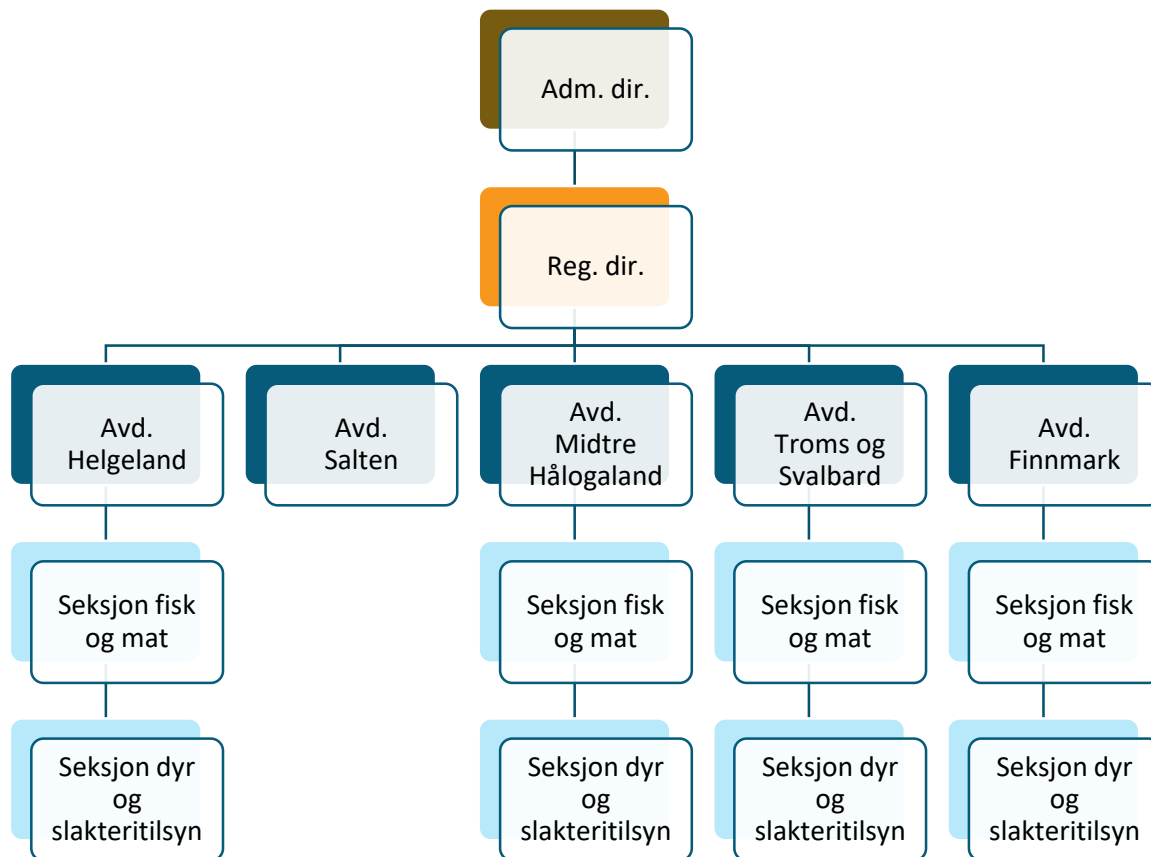 Adm. dir.
Reg. dir.
Avd.
Helgeland
Avd.
Salten
Avd.
Midtre
Hålogaland
Avd.
Troms og
Svalbard
Avd.
Finnmark
Seksjon fisk
og mat
Seksjon fisk
og mat
Seksjon fisk
og mat
Seksjon fisk
og mat
Seksjon dyr
og
slakteritilsyn
Seksjon dyr
og
slakteritilsyn
Seksjon dyr
og
slakteritilsyn
Seksjon dyr
og
slakteritilsyn